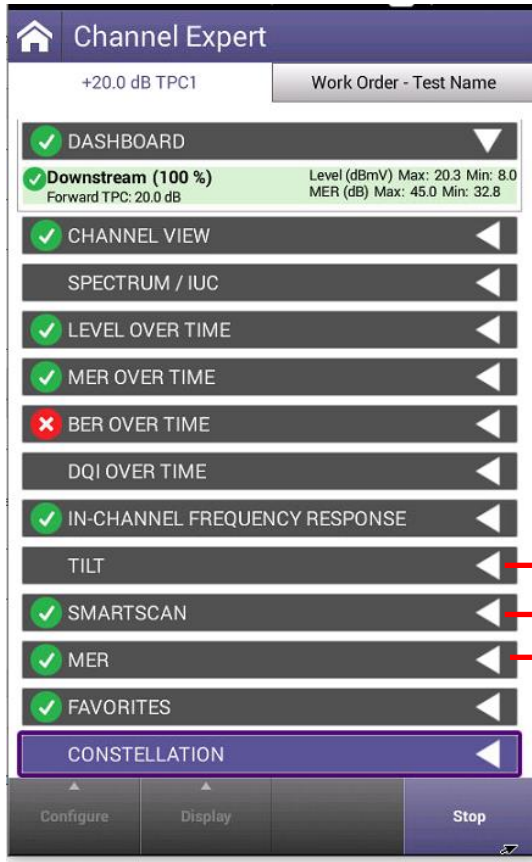 Channel Expert
+20.0 dB TPC1
Work Order - Test Name
DASHBOARD
Downstream (100 %)
Forward TPC: 20.0 dB
Level (dBmV) Max: 20.3 Min: 8.0
MER (dB) Max: 45.0 Min: 32.8
CHANNEL VIEW
SPECTRUM / IUC
LEVEL OVER TIME
MER OVER TIME
BER OVER TIME
DQI OVER TIME
IN-CHANNEL FREQUENCY RESPONSE
TILT
SMARTSCAN
MER
FAVORITES
CONSTELLATION
Configure
Display
Stop